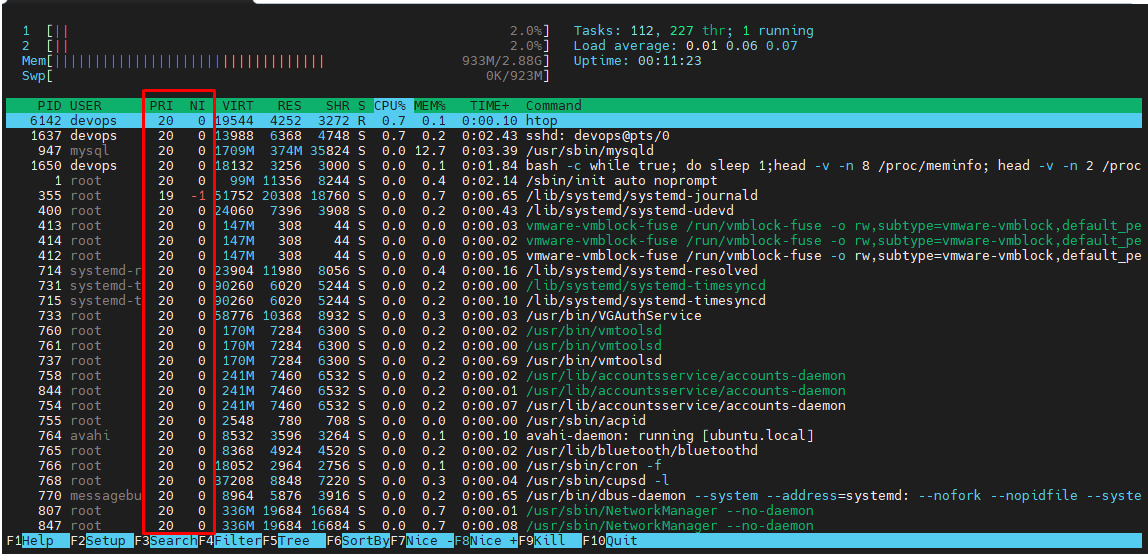 1 [|| 2.0%] Tasks: 112, 227 thr; 1 running
2 [|| 2.0%] Load average: 0.01 0.06 0.07
Mem[|||||||||||||||||||||||||||||||||||| 933M/2.88G] Uptime: 00:11:23
Swp[ 0K/923M]
PID USER PRI NI VIRT RES SHR S CPU% MEM% TIME+ Command
6142 devops 20 0 19544 4252 3272 R 0.7 0.1 0:00.10 htop
1637 devops 20 0 13988 6368 4748 S 0.7 0.2 0:02.43 sshd: devops@pts/0
947 mysql 20 0 1709M 374M 35824 S 0.0 12.7 0:03.39 /usr/sbin/mysqld
1650 devops 20 0 18132 3256 3000 S 0.0 0.1 0:01.84 bash -c while true; do sleep 1;head -v -n 8 /proc/meminfo; head -v -n 2 /proc
1 root 20 0 99M 11356 8244 S 0.0 0.4 0:02.14 /sbin/init auto noprompt
355 root 19 -1 51752 20308 18760 S 0.0 0.7 0:00.65 /lib/systemd/systemd-journald
400 root 20 0 24060 7396 3908 S 0.0 0.2 0:00.43 /lib/systemd/systemd-udevd
413 root 20 0 147M 308 44 S 0.0 0.0 0:00.03 vmware-vmblock-fuse /run/vmblock-fuse -o rw,subtype=vmware-vmblock,default_pe
414 root 20 0 147M 308 44 S 0.0 0.0 0:00.02 vmware-vmblock-fuse /run/vmblock-fuse -o rw,subtype=vmware-vmblock,default_pe
412 root 20 0 147M 308 44 S 0.0 0.0 0:00.05 vmware-vmblock-fuse /run/vmblock-fuse -o rw,subtype=vmware-vmblock,default_pe
714 systemd-r 20 0 23904 11980 8056 S 0.0 0.4 0:00.16 /lib/systemd/systemd-resolved
731 systemd-t 20 0 90260 6020 5244 S 0.0 0.2 0:00.00 /lib/systemd/systemd-timesyncd
715 systemd-t 20 0 90260 6020 5244 S 0.0 0.2 0:00.10 /lib/systemd/systemd-timesyncd
733 root 20 0 58776 10368 8932 S 0.0 0.3 0:00.03 /usr/bin/VGAuthService
760 root 20 0 170M 7284 6300 S 0.0 0.2 0:00.02 /usr/bin/vmtoolsd
761 root 20 0 170M 7284 6300 S 0.0 0.2 0:00.00 /usr/bin/vmtoolsd
737 root 20 0 170M 7284 6300 S 0.0 0.2 0:00.69 /usr/bin/vmtoolsd
758 root 20 0 241M 7460 6532 S 0.0 0.2 0:00.02 /usr/lib/accountsservice/accounts-daemon
844 root 20 0 241M 7460 6532 S 0.0 0.2 0:00.01 /usr/lib/accountsservice/accounts-daemon
754 root 20 0 241M 7460 6532 S 0.0 0.2 0:00.07 /usr/lib/accountsservice/accounts-daemon
755 root 20 0 2548 780 708 S 0.0 0.0 0:00.00 /usr/sbin/acpid
764 avahi 20 0 8532 3596 3264 S 0.0 0.1 0:00.10 avahi-daemon: running [ubuntu.local]
765 root 20 0 8368 4924 4520 S 0.0 0.2 0:00.02 /usr/lib/bluetooth/bluetoothd
766 root 20 0 18052 2964 2756 S 0.0 0.1 0:00.00 /usr/sbin/cron -f
768 root 20 0 37208 8848 7220 S 0.0 0.3 0:00.04 /usr/sbin/cupsd -l
770 messagebu 20 0 8964 5876 3916 S 0.0 0.2 0:00.65 /usr/bin/dbus-daemon --system --address=systemd: --nofork --nopidfile --syste
807 root 20 0 336M 19684 16684 S 0.0 0.7 0:00.01 /usr/sbin/NetworkManager --no-daemon
847 root 20 0 336M 19684 16684 S 0.0 0.7 0:00.08 /usr/sbin/NetworkManager --no-daemon
F1Help F2Setup F3SearchF4FilterF5Tree F6SortByF7Nice -F8Nice +F9Kill F10Quit